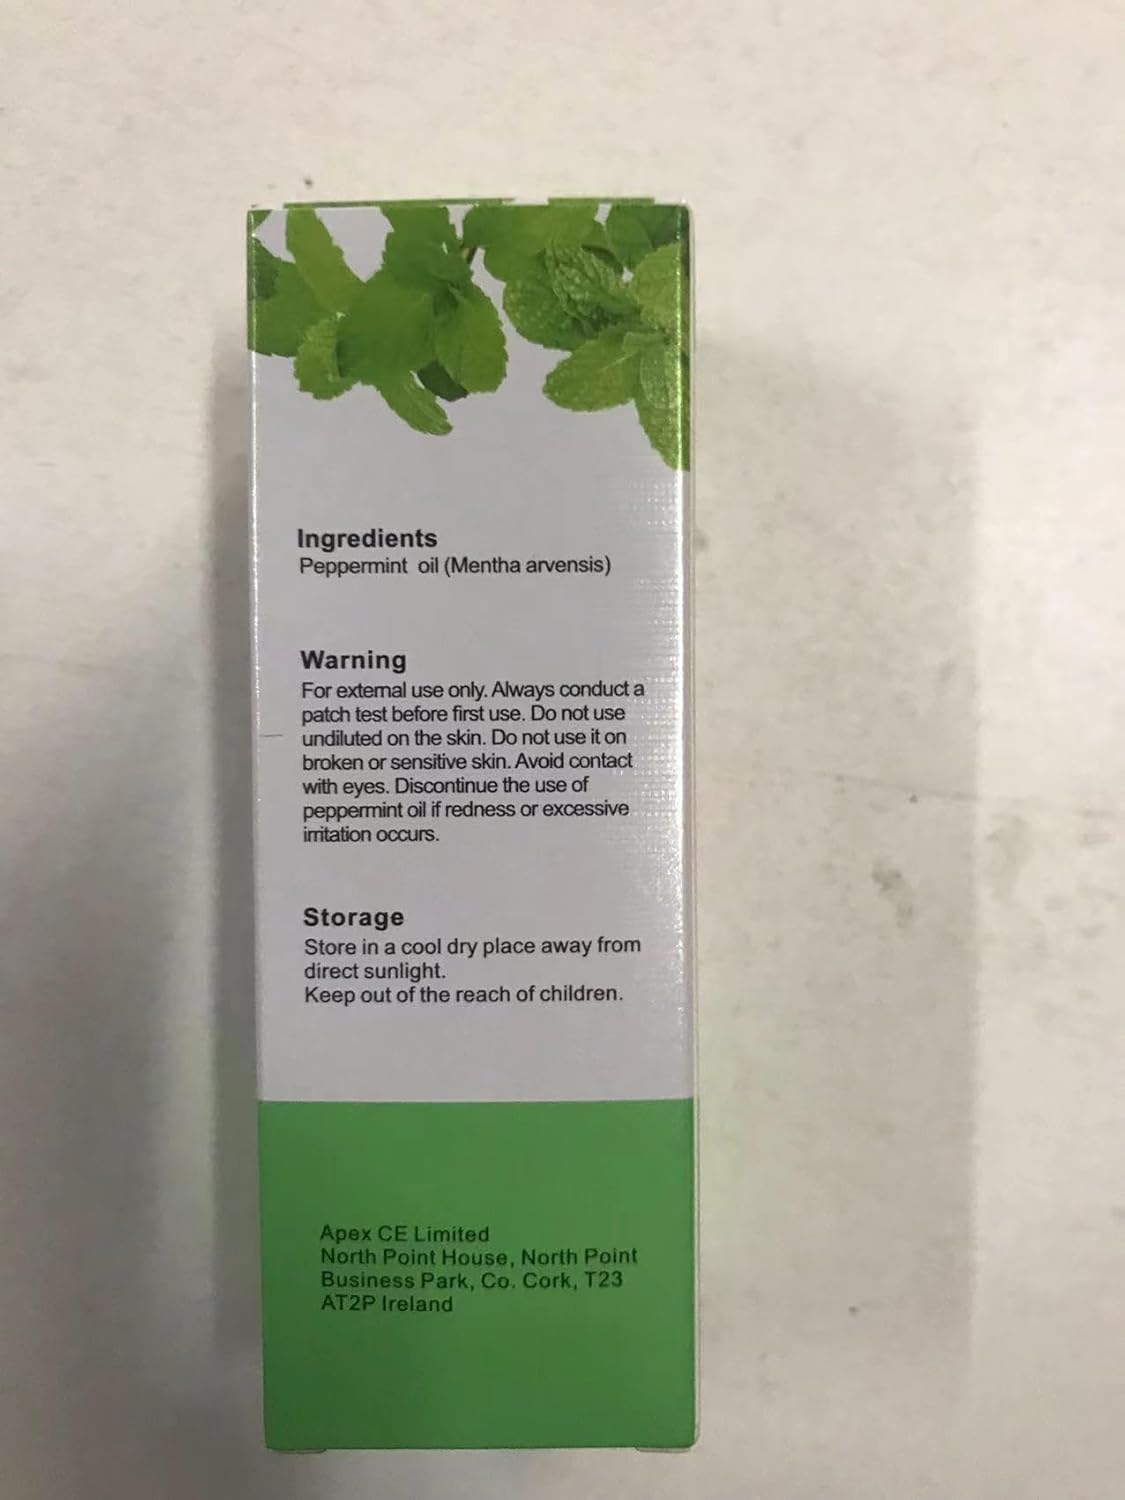 Ingredients
Peppermint oil (Mentha arvensis)
Warning
For external use only. Always conduct a
patch test before first use. Do not use
undiluted on the skin. Do not use it on
broken or sensitive skin. Avoid contact
with eyes. Discontinue the use of
peppermint oil if redness or excessive
irritation occurs.
Storage
Store in a cool dry place away from
direct sunlight.
Keep out of the reach of children.
Apex CE Limited
North Point House, North Point
Business Park, Co. Cork, T23
AT2P Ireland